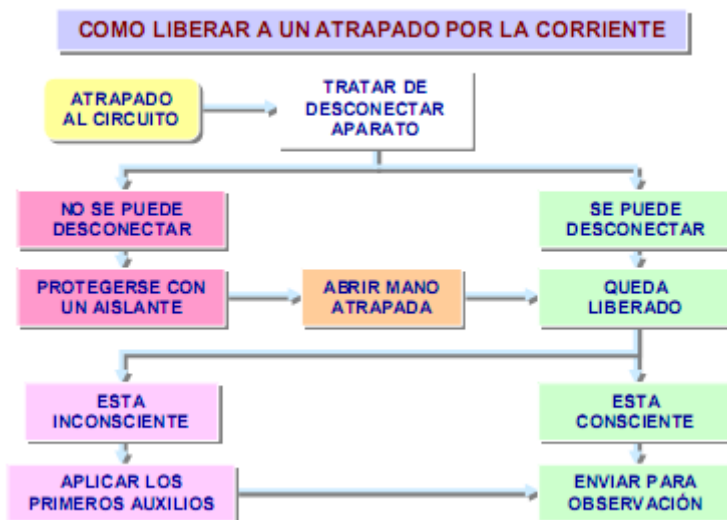 COMO LIBERAR A UN ATRAPADO POR LA CORRIENTE
ATRAPADO
AL CIRCUITO
TRATAR DE
DESCONECTAR
APARATO
NO SE PUEDE
DESCONECTAR
SE PUEDE
DESCONECTAR
PROTEGERSE CON
UN AISLANTE
ABRIR MANO
ATRAPADA
QUEDA
LIBERADO
ESTA
INCONSCIENTE
ESTA
CONSCIENTE
APLICAR LOS
PRIMEROS AUXILIOS
ENVIAR PARA
OBSERVACIÓN